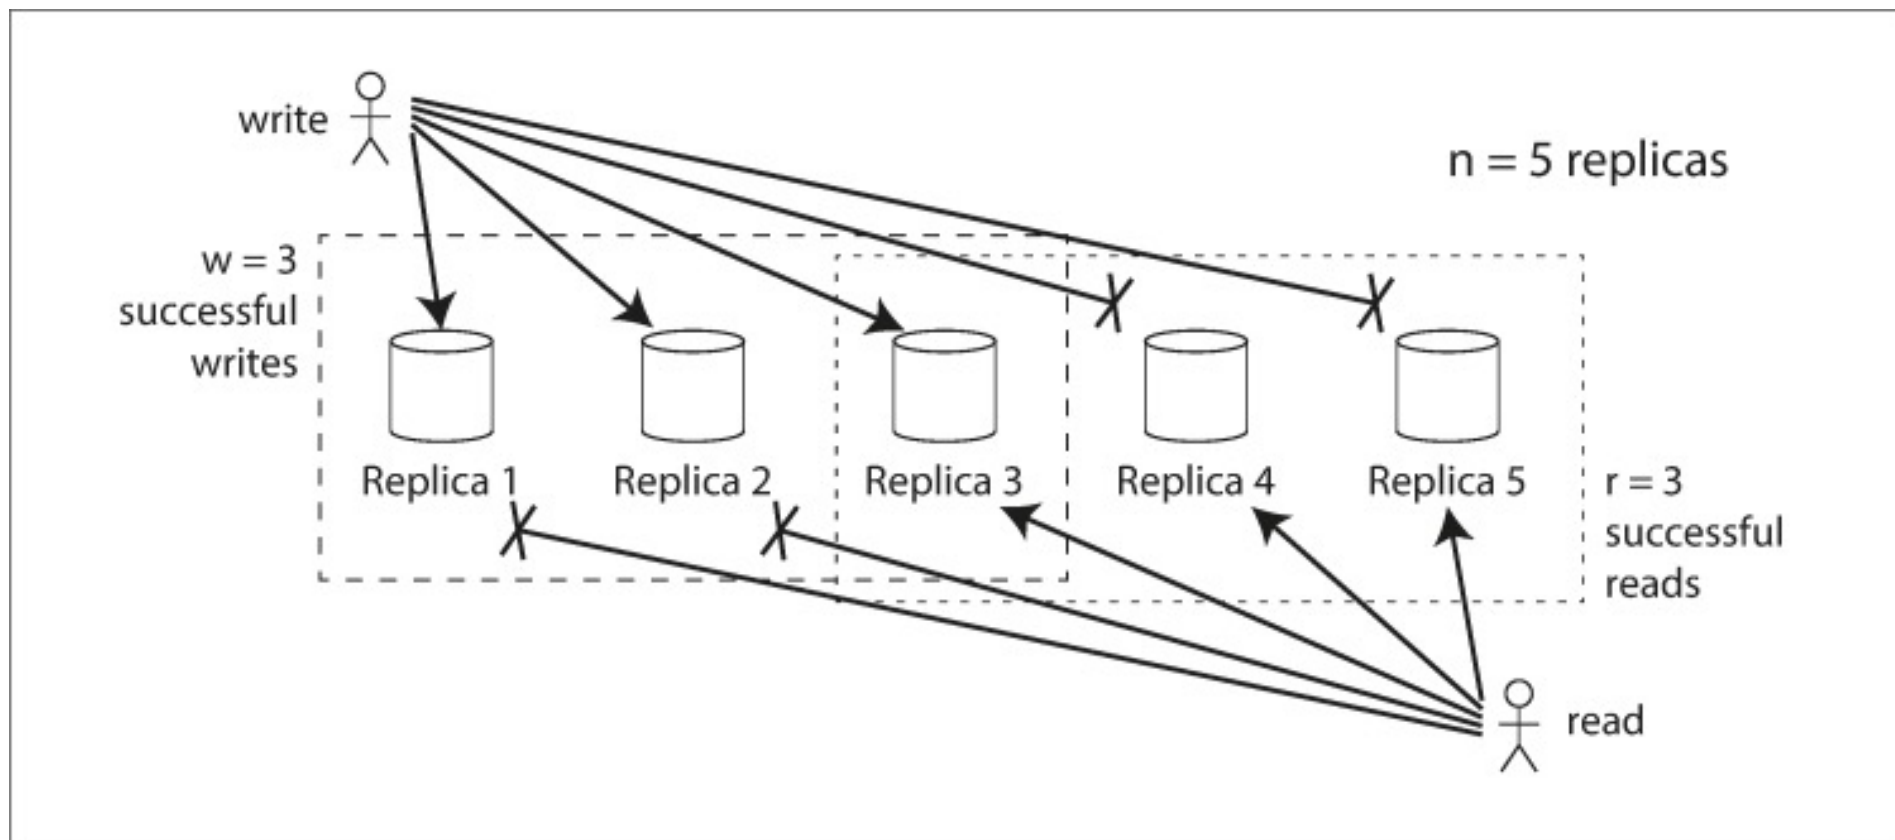 write
n = 5 replicas
w = 3
successful
writes
Replica 1
Replica 2
Replica 3
Replica 4
Replica 5
r = 3
successful
reads
read